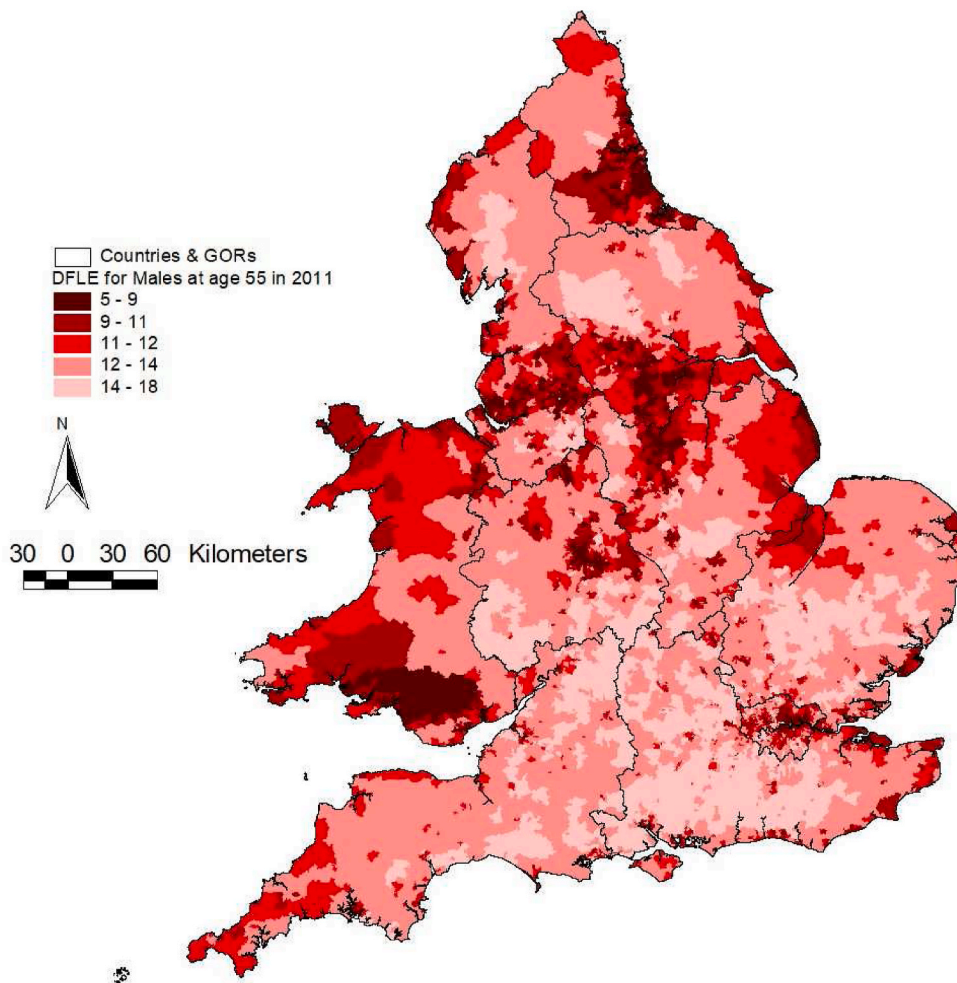 Countries & GORs
DFLE for Males at age 55 in 2011
5 - 9
9 - 11
11 - 12
12 - 14
14 - 18
N
30 0 30 60 Kilometers